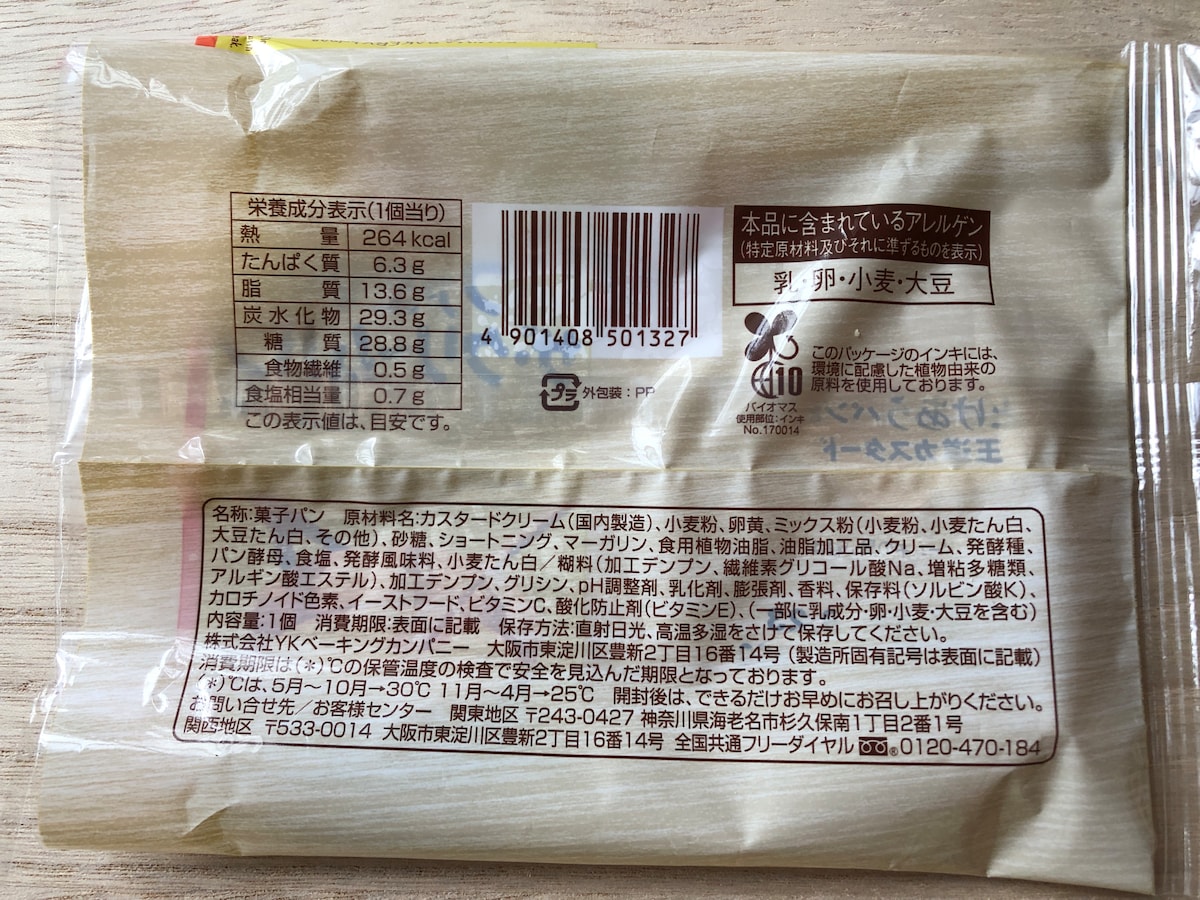 栄養成分表示(1個当り)
熱量 264kcal
たんぱく質 6.3g
脂質 13.6g
炭水化物 29.3g
糖質 28.8g
食物繊維 0.5g
食塩相当量 0.7g
この表示値は、目安です。
4 901408 501327
プラ 外包装：PP
本品に含まれているアレルゲン
(特定原材料及びそれに準ずるものを表示)
乳・卵・小麦・大豆
10
バイオマス
使用部位：インキ
No.170014
このパッケージのインキには、
環境に配慮した植物由来の
原料を使用しております。
名称:菓子パン 原材料名:カスタードクリーム(国内製造)、小麦粉、卵黄、ミックス粉(小麦粉、小麦たん白、
大豆たん白、その他)、砂糖、ショートニング、マーガリン、食用植物油脂、油脂加工品、クリーム、発酵種、
パン酵母、食塩、発酵風味料、小麦たん白／糊料(加工デンプン、繊維素グリコール酸Na、増粘多糖類、
アルギン酸エステル)、加工デンプン、グリシン、pH調整剤、乳化剤、膨張剤、香料、保存料(ソルビン酸K)、
カロチノイド色素、イーストフード、ビタミンC、酸化防止剤(ビタミンE)、(一部に乳成分・卵・小麦・大豆を含む)
内容量:1個 消費期限:表面に記載 保存方法:直射日光、高温多湿をさけて保存してください。
株式会社YKベーキングカンパニー 大阪市東淀川区豊新2丁目16番14号(製造所固有記号は表面に記載)
消費期限は(＊)℃の保管温度の検査で安全を見込んだ期限となっております。
(＊)℃は、5月～10月→30℃ 11月～4月→25℃ 開封後は、できるだけお早めにお召し上がりください。
お問い合せ先／お客様センター 関東地区 〒243-0427 神奈川県海老名市杉久保南1丁目2番1号
関西地区 〒533-0014 大阪市東淀川区豊新2丁目16番14号 全国共通フリーダイヤル ®0120-470-184